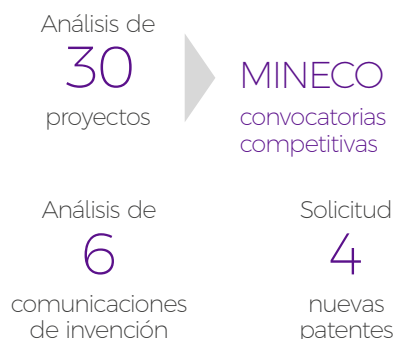 Análisis de
30
proyectos
MINECO
convocatorias
competitivas
Análisis de
6
comunicaciones
de invención
Solicitud
4
nuevas
patentes